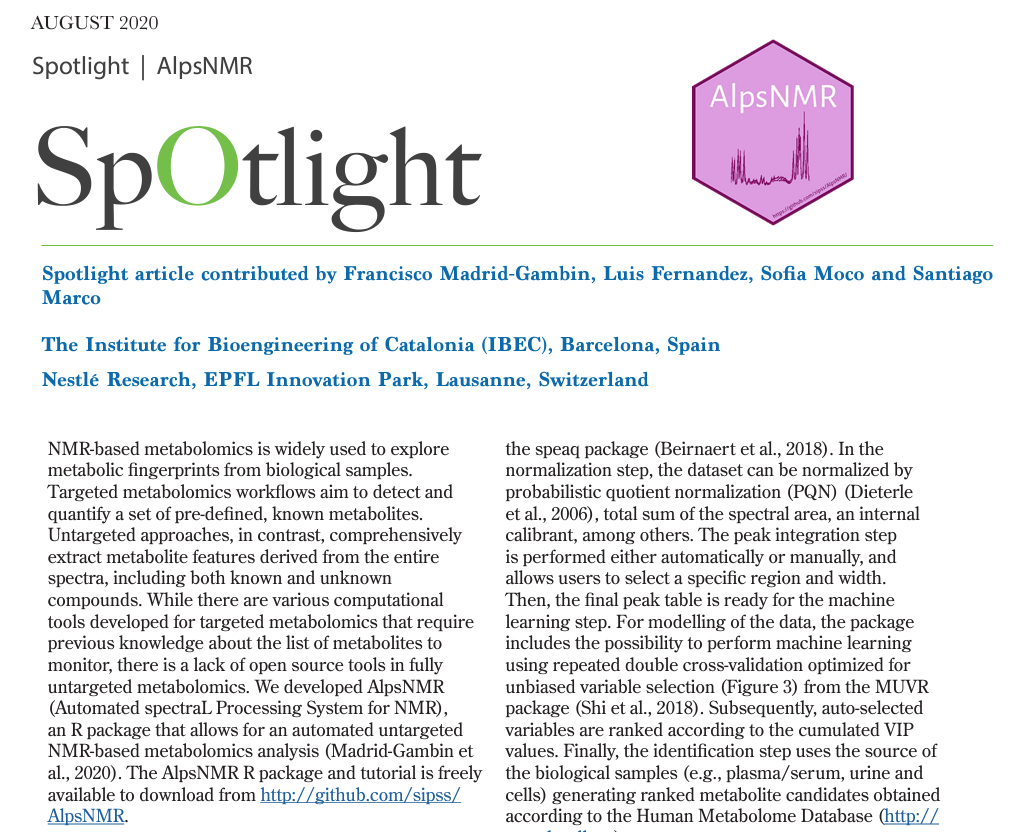 AUGUST 2020
Spotlight | AlpsNMR
SpOtlight
AlpsNMR
https://github.com/sipss/AlpsNMR/
Spotlight article contributed by Francisco Madrid-Gambin, Luis Fernandez, Sofia Moco and Santiago
Marco
The Institute for Bioengineering of Catalonia (IBEC), Barcelona, Spain
Nestlé Research, EPFL Innovation Park, Lausanne, Switzerland
NMR-based metabolomics is widely used to explore
metabolic fingerprints from biological samples.
Targeted metabolomics workflows aim to detect and
quantify a set of pre-defined, known metabolites.
Untargeted approaches, in contrast, comprehensively
extract metabolite features derived from the entire
spectra, including both known and unknown
compounds. While there are various computational
tools developed for targeted metabolomics that require
previous knowledge about the list of metabolites to
monitor, there is a lack of open source tools in fully
untargeted metabolomics. We developed AlpsNMR
(Automated spectraL Processing System for NMR),
an R package that allows for an automated untargeted
NMR-based metabolomics analysis (Madrid-Gambin et
al., 2020). The AlpsNMR R package and tutorial is freely
available to download from http://github.com/sipss/
AlpsNMR.
the speaq package (Beirnaert et al., 2018). In the
normalization step, the dataset can be normalized by
probabilistic quotient normalization (PQN) (Dieterle
et al., 2006), total sum of the spectral area, an internal
calibrant, among others. The peak integration step
is performed either automatically or manually, and
allows users to select a specific region and width.
Then, the final peak table is ready for the machine
learning step. For modelling of the data, the package
includes the possibility to perform machine learning
using repeated double cross-validation optimized for
unbiased variable selection (Figure 3) from the MUVR
package (Shi et al., 2018). Subsequently, auto-selected
variables are ranked according to the cumulated VIP
values. Finally, the identification step uses the source of
the biological samples (e.g., plasma/serum, urine and
cells) generating ranked metabolite candidates obtained
according to the Human Metabolome Database (http://